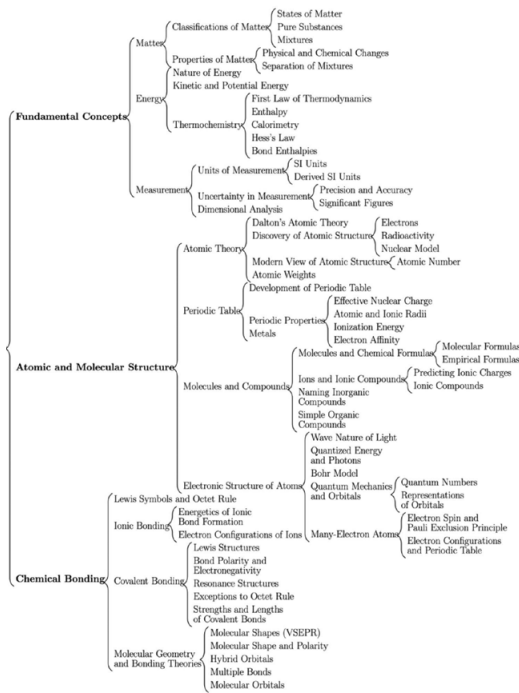 Fundamental Concepts
Matter
Classifications of Matter
States of Matter
Pure Substances
Mixtures
Properties of Matter
Physical and Chemical Changes
Separation of Mixtures
Energy
Nature of Energy
Kinetic and Potential Energy
Thermochemistry
First Law of Thermodynamics
Enthalpy
Calorimetry
Hess's Law
Bond Enthalpies
Measurement
Units of Measurement
SI Units
Derived SI Units
Uncertainty in Measurement
Precision and Accuracy
Significant Figures
Dimensional Analysis
Atomic and Molecular Structure
Atomic Theory
Dalton's Atomic Theory
Discovery of Atomic Structure
Electrons
Radioactivity
Nuclear Model
Modern View of Atomic Structure
Atomic Number
Atomic Weights
Periodic Table
Development of Periodic Table
Periodic Properties
Effective Nuclear Charge
Atomic and Ionic Radii
Ionization Energy
Electron Affinity
Metals
Molecules and Compounds
Molecules and Chemical Formulas
Molecular Formulas
Empirical Formulas
Ions and Ionic Compounds
Predicting Ionic Charges
Ionic Compounds
Naming Inorganic
Compounds
Simple Organic
Compounds
Electronic Structure of Atoms
Wave Nature of Light
Quantized Energy
and Photons
Bohr Model
Quantum Mechanics
and Orbitals
Quantum Numbers
Representations
of Orbitals
Many-Electron Atoms
Electron Spin and
Pauli Exclusion Principle
Electron Configurations
and Periodic Table
Chemical Bonding
Lewis Symbols and Octet Rule
Ionic Bonding
Energetics of Ionic
Bond Formation
Electron Configurations of Ions
Covalent Bonding
Lewis Structures
Bond Polarity and
Electronegativity
Resonance Structures
Exceptions to Octet Rule
Strengths and Lengths
of Covalent Bonds
Molecular Geometry
and Bonding Theories
Molecular Shapes (VSEPR)
Molecular Shape and Polarity
Hybrid Orbitals
Multiple Bonds
Molecular Orbitals